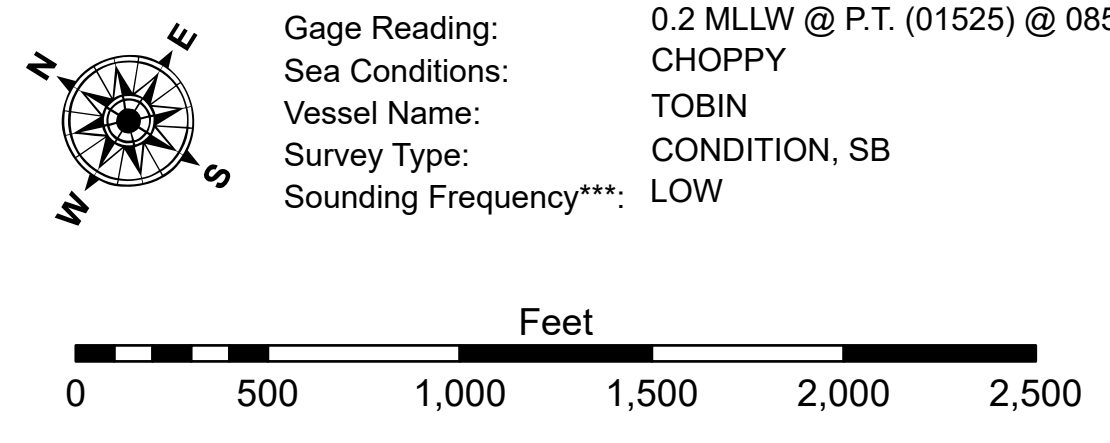 N
E
W
S
Gage Reading: 0.2 MLLW @ P.T. (01525) @ 085
Sea Conditions: CHOPPY
Vessel Name: TOBIN
Survey Type: CONDITION, SB
Sounding Frequency***: LOW
Feet
0 500 1,000 1,500 2,000 2,500